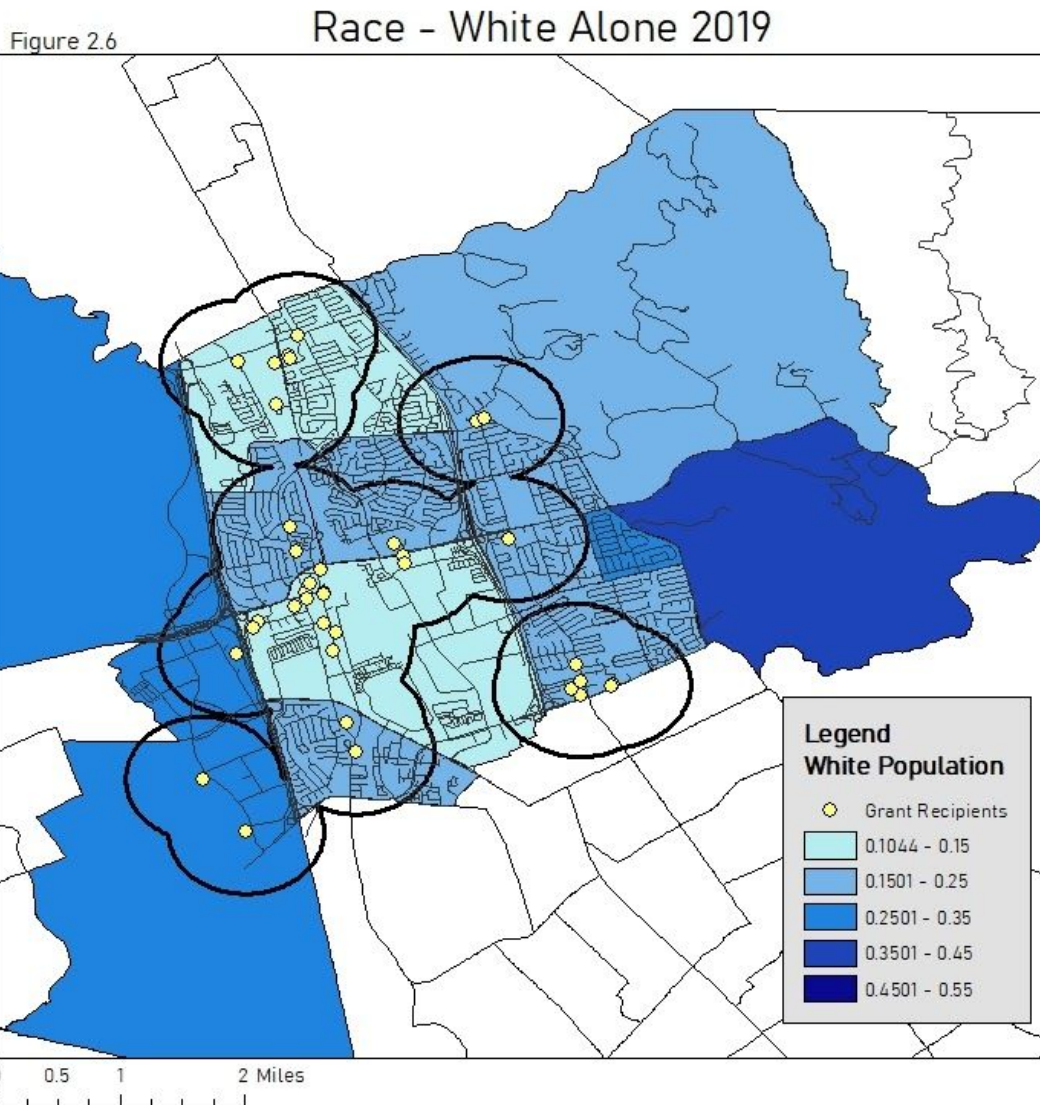 Race - White Alone 2019
Figure 2.6
Legend
White Population
Grant Recipients
0.1044 - 0.15
0.1501 - 0.25
0.2501 - 0.35
0.3501 - 0.45
0.4501 - 0.55
0.5 1 2 Miles